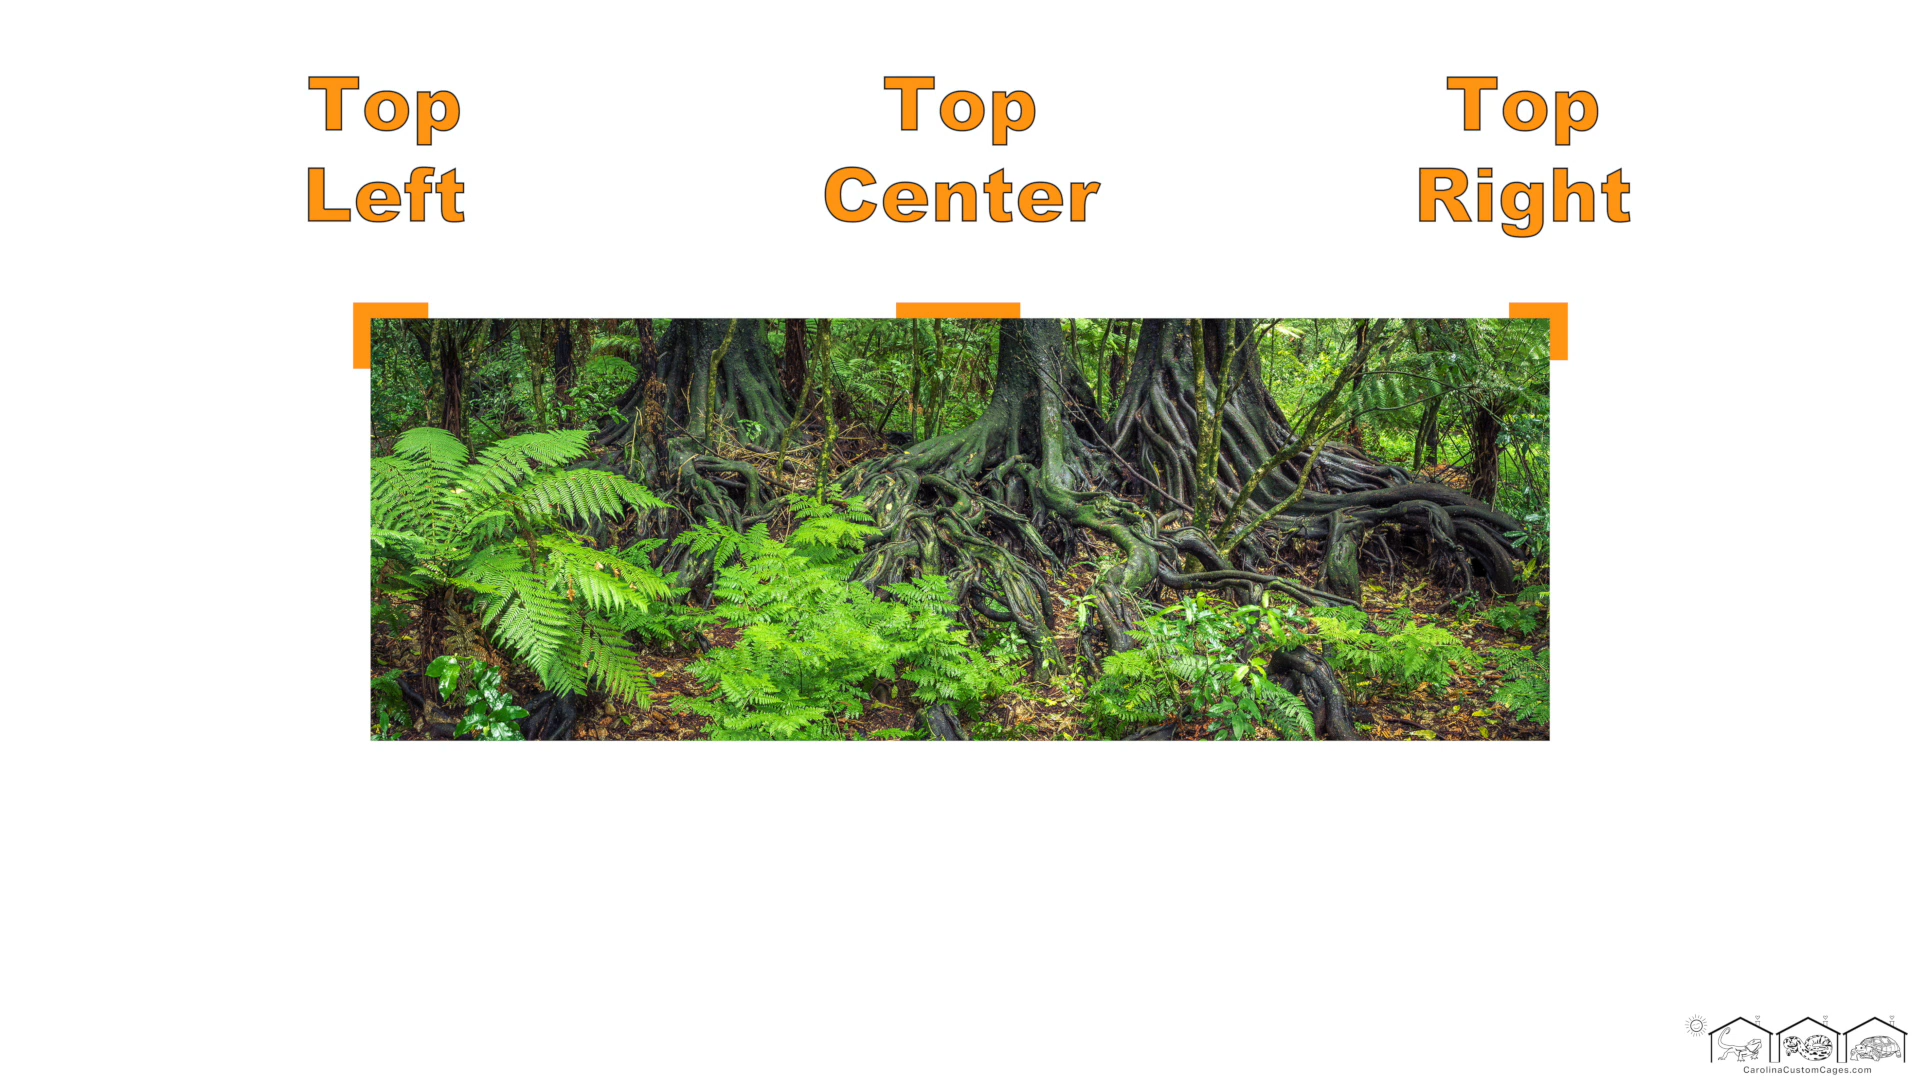 Top
Left
Top
Center
Top
Right
CarolinaCustomCages.com